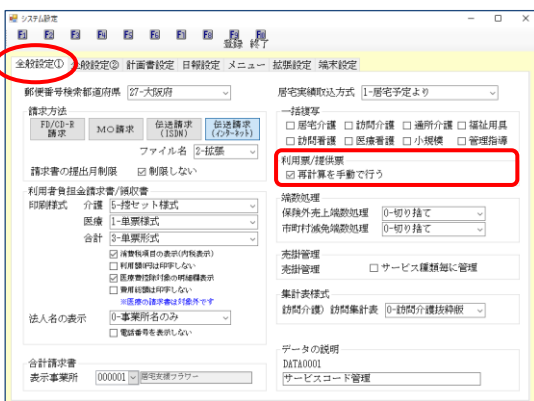 システム設定
F1 F2 F3 F4 F5 F6 F7 F8 F9 F10
登録 終了
全般設定① 全般設定② 計画書設定 日報設定 メニュー 拡張設定 端末設定
郵便番号検索都道府県 27-大阪府
請求方法
FD/CD-R請求 MO請求 伝送請求(ISDN) 伝送請求(インターネット)
ファイル名 2-拡張
請求書の提出月制限 制限しない
利用者負担金請求書/領収書
印刷様式 介護 5-控セット様式
医療 1-単票様式
合計 3-単票形式
消費税項目の表示(内税表示)
利用額0円は印字しない
医療費控除対象の明細欄表示
費用総額は印字しない
※医療の請求書は対象外です
法人名の表示 0-事業所名のみ
電話番号を表示しない
合計請求書
表示事業所 000001 居宅支援フラワー
居宅実績取込方式 1-居宅予定より
一括複写
居宅介護 訪問介護 通所介護 福祉用具
訪問看護 医療看護 小規模 管理指導
利用票/提供票
再計算を手動で行う
端数処理
保険外売上端数処理 0-切り捨て
市町村減免端数処理 0-切り捨て
売掛管理
売掛管理 サービス種類毎に管理
集計表様式
訪問介護) 訪問集計表 0-訪問介護抜粋版
データの説明
DATA0001
サービスコード管理